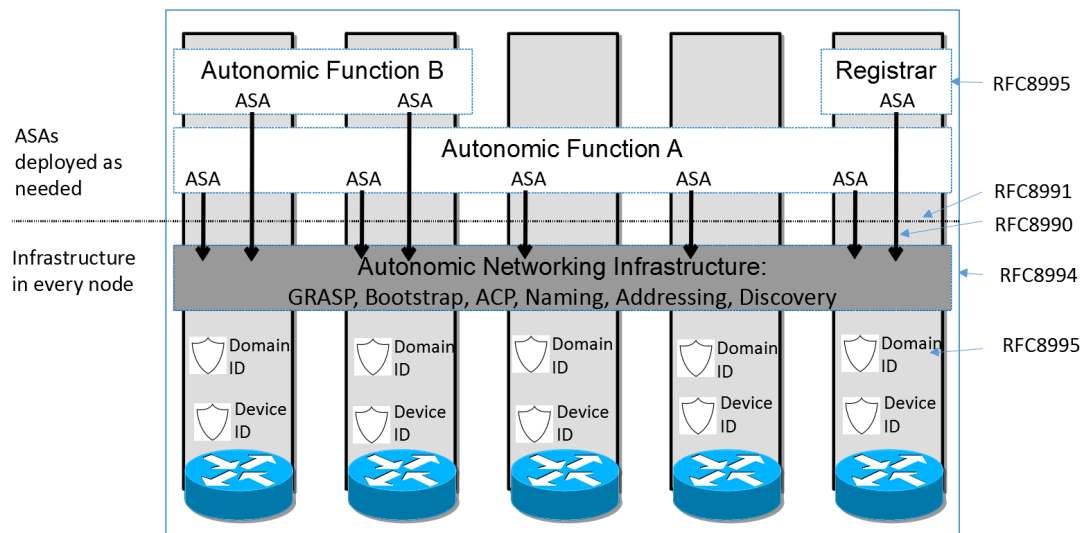 Autonomic Function B
Registrar
RFC8995
ASA
ASA
ASA
ASAs
deployed as
needed
Autonomic Function A
ASA
ASA
ASA
ASA
ASA
RFC8991
RFC8990
Infrastructure
in every node
Autonomic Networking Infrastructure:
GRASP, Bootstrap, ACP, Naming, Addressing, Discovery
RFC8994
Domain
ID
Domain
ID
Domain
ID
Domain
ID
Domain
ID
RFC8995
Device
ID
Device
ID
Device
ID
Device
ID
Device
ID